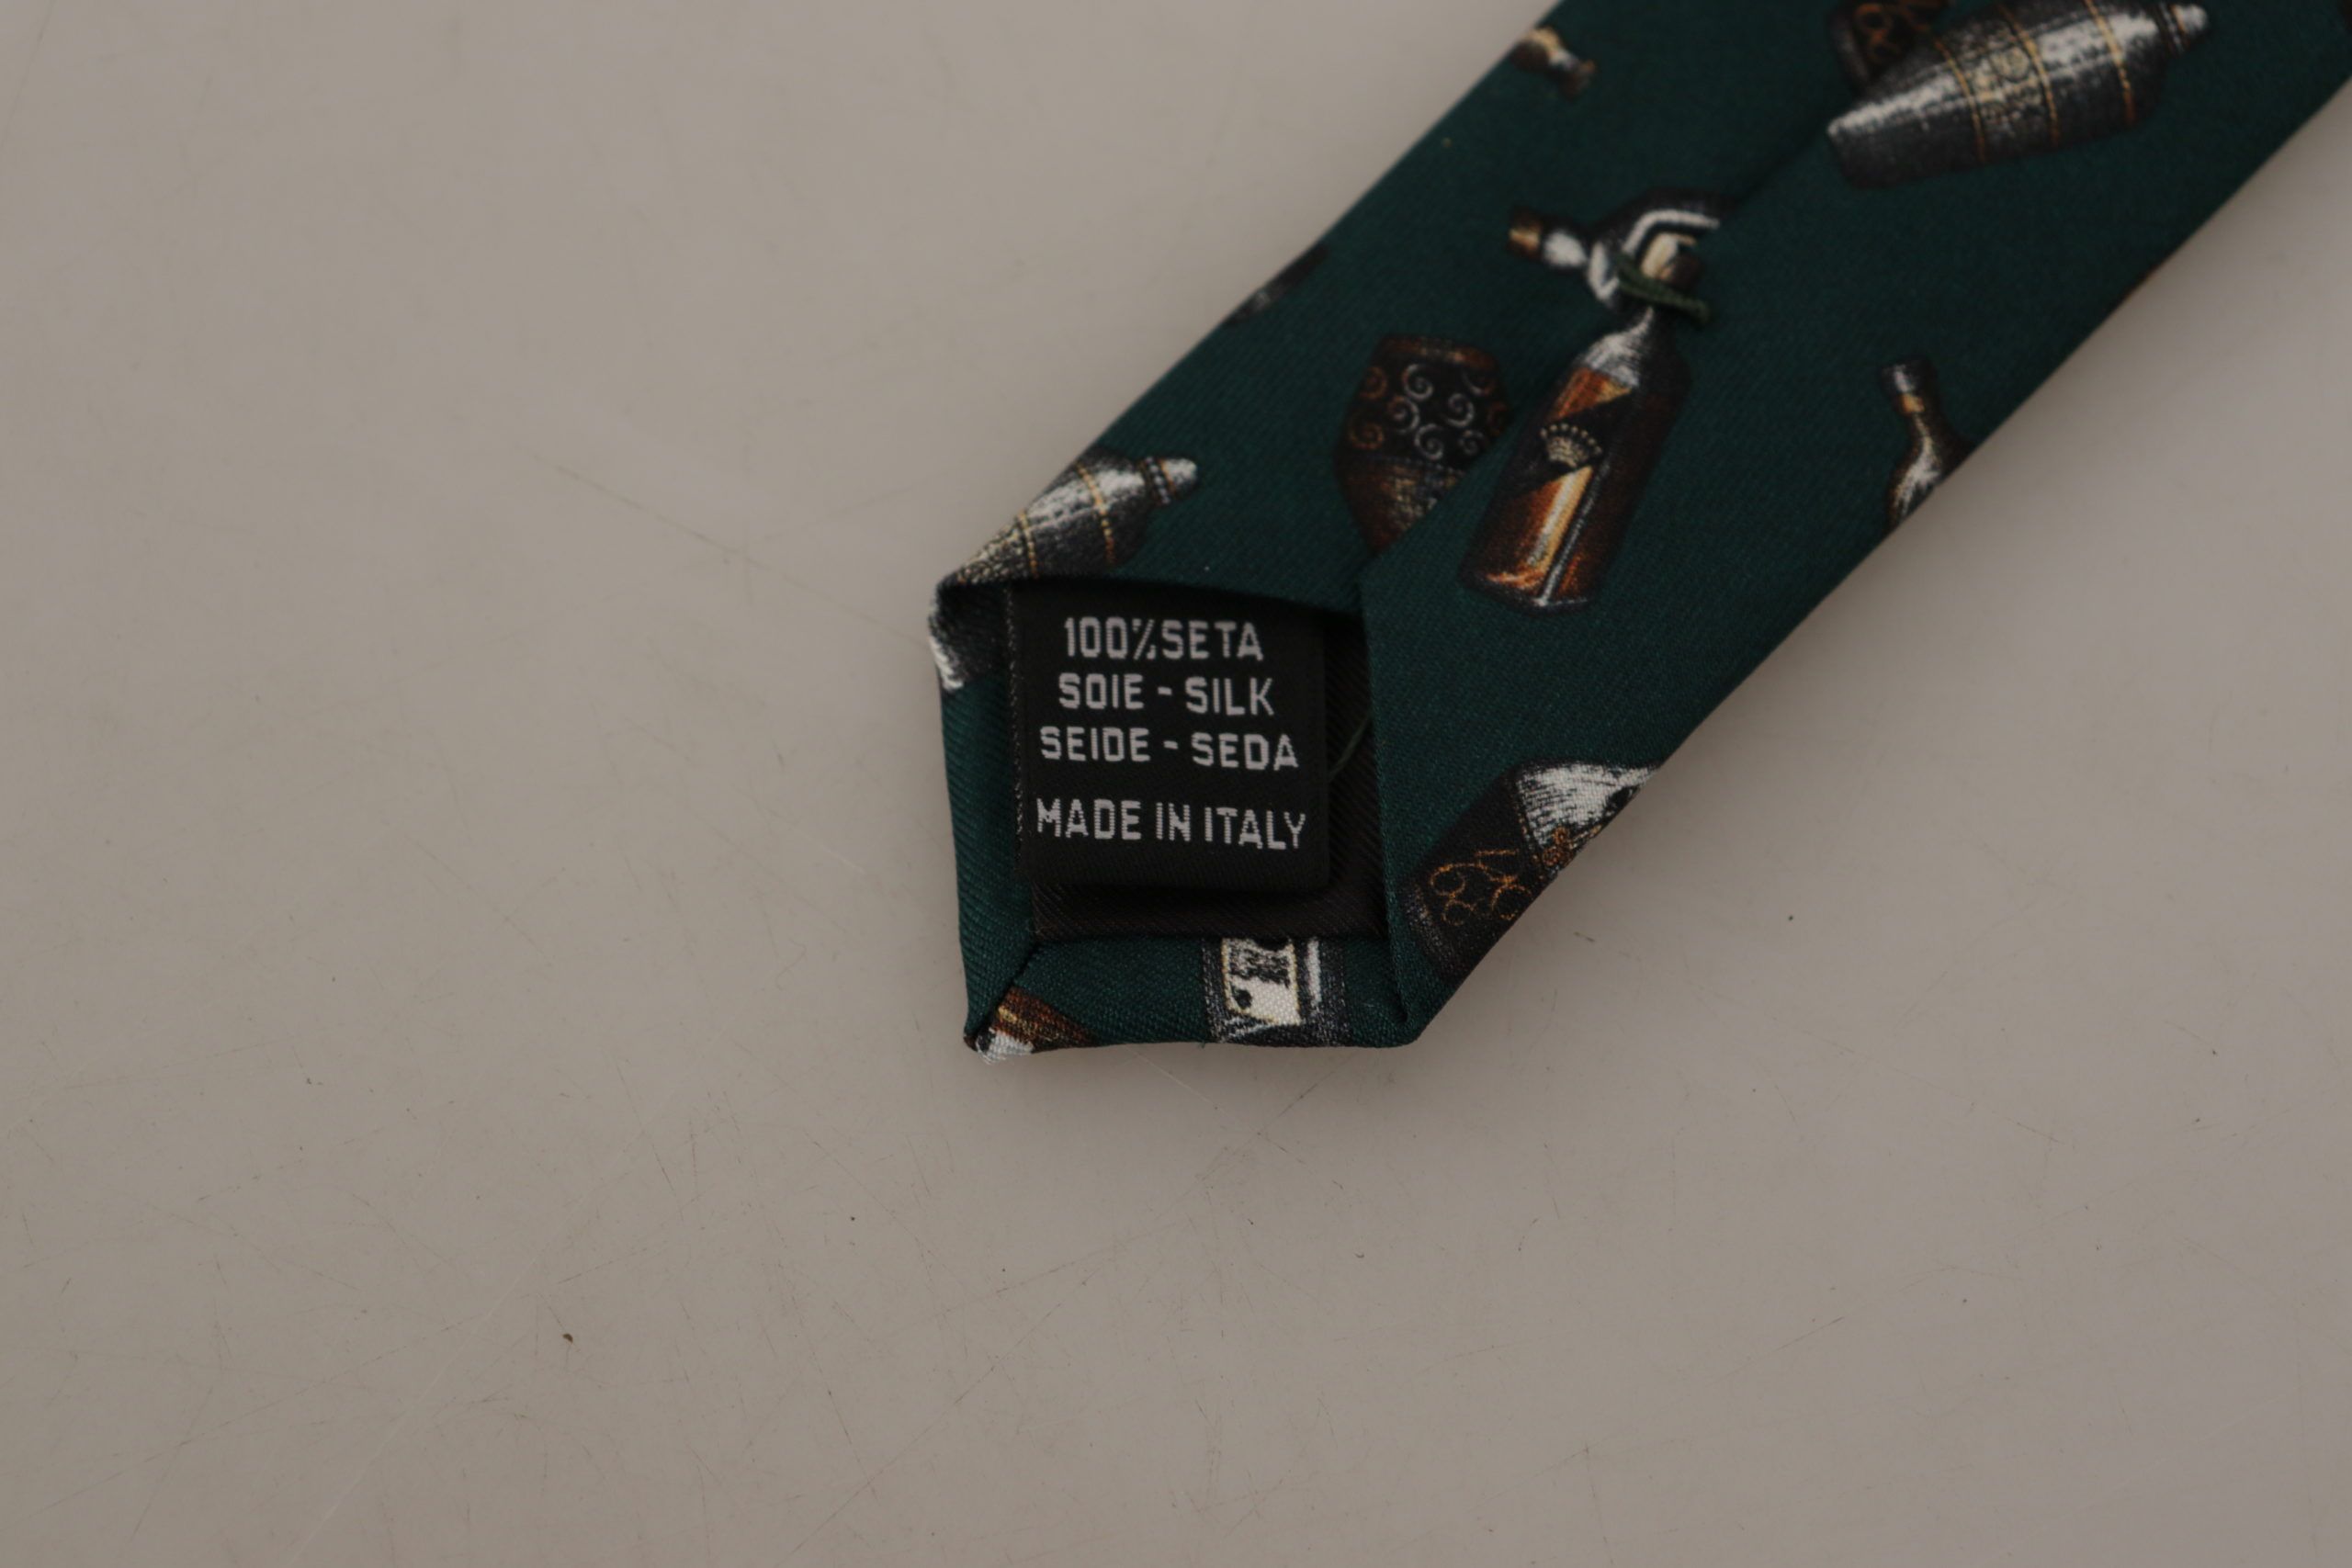 100%SETA
SOIE - SILK
SEIDE - SEDA
MADE IN ITALY